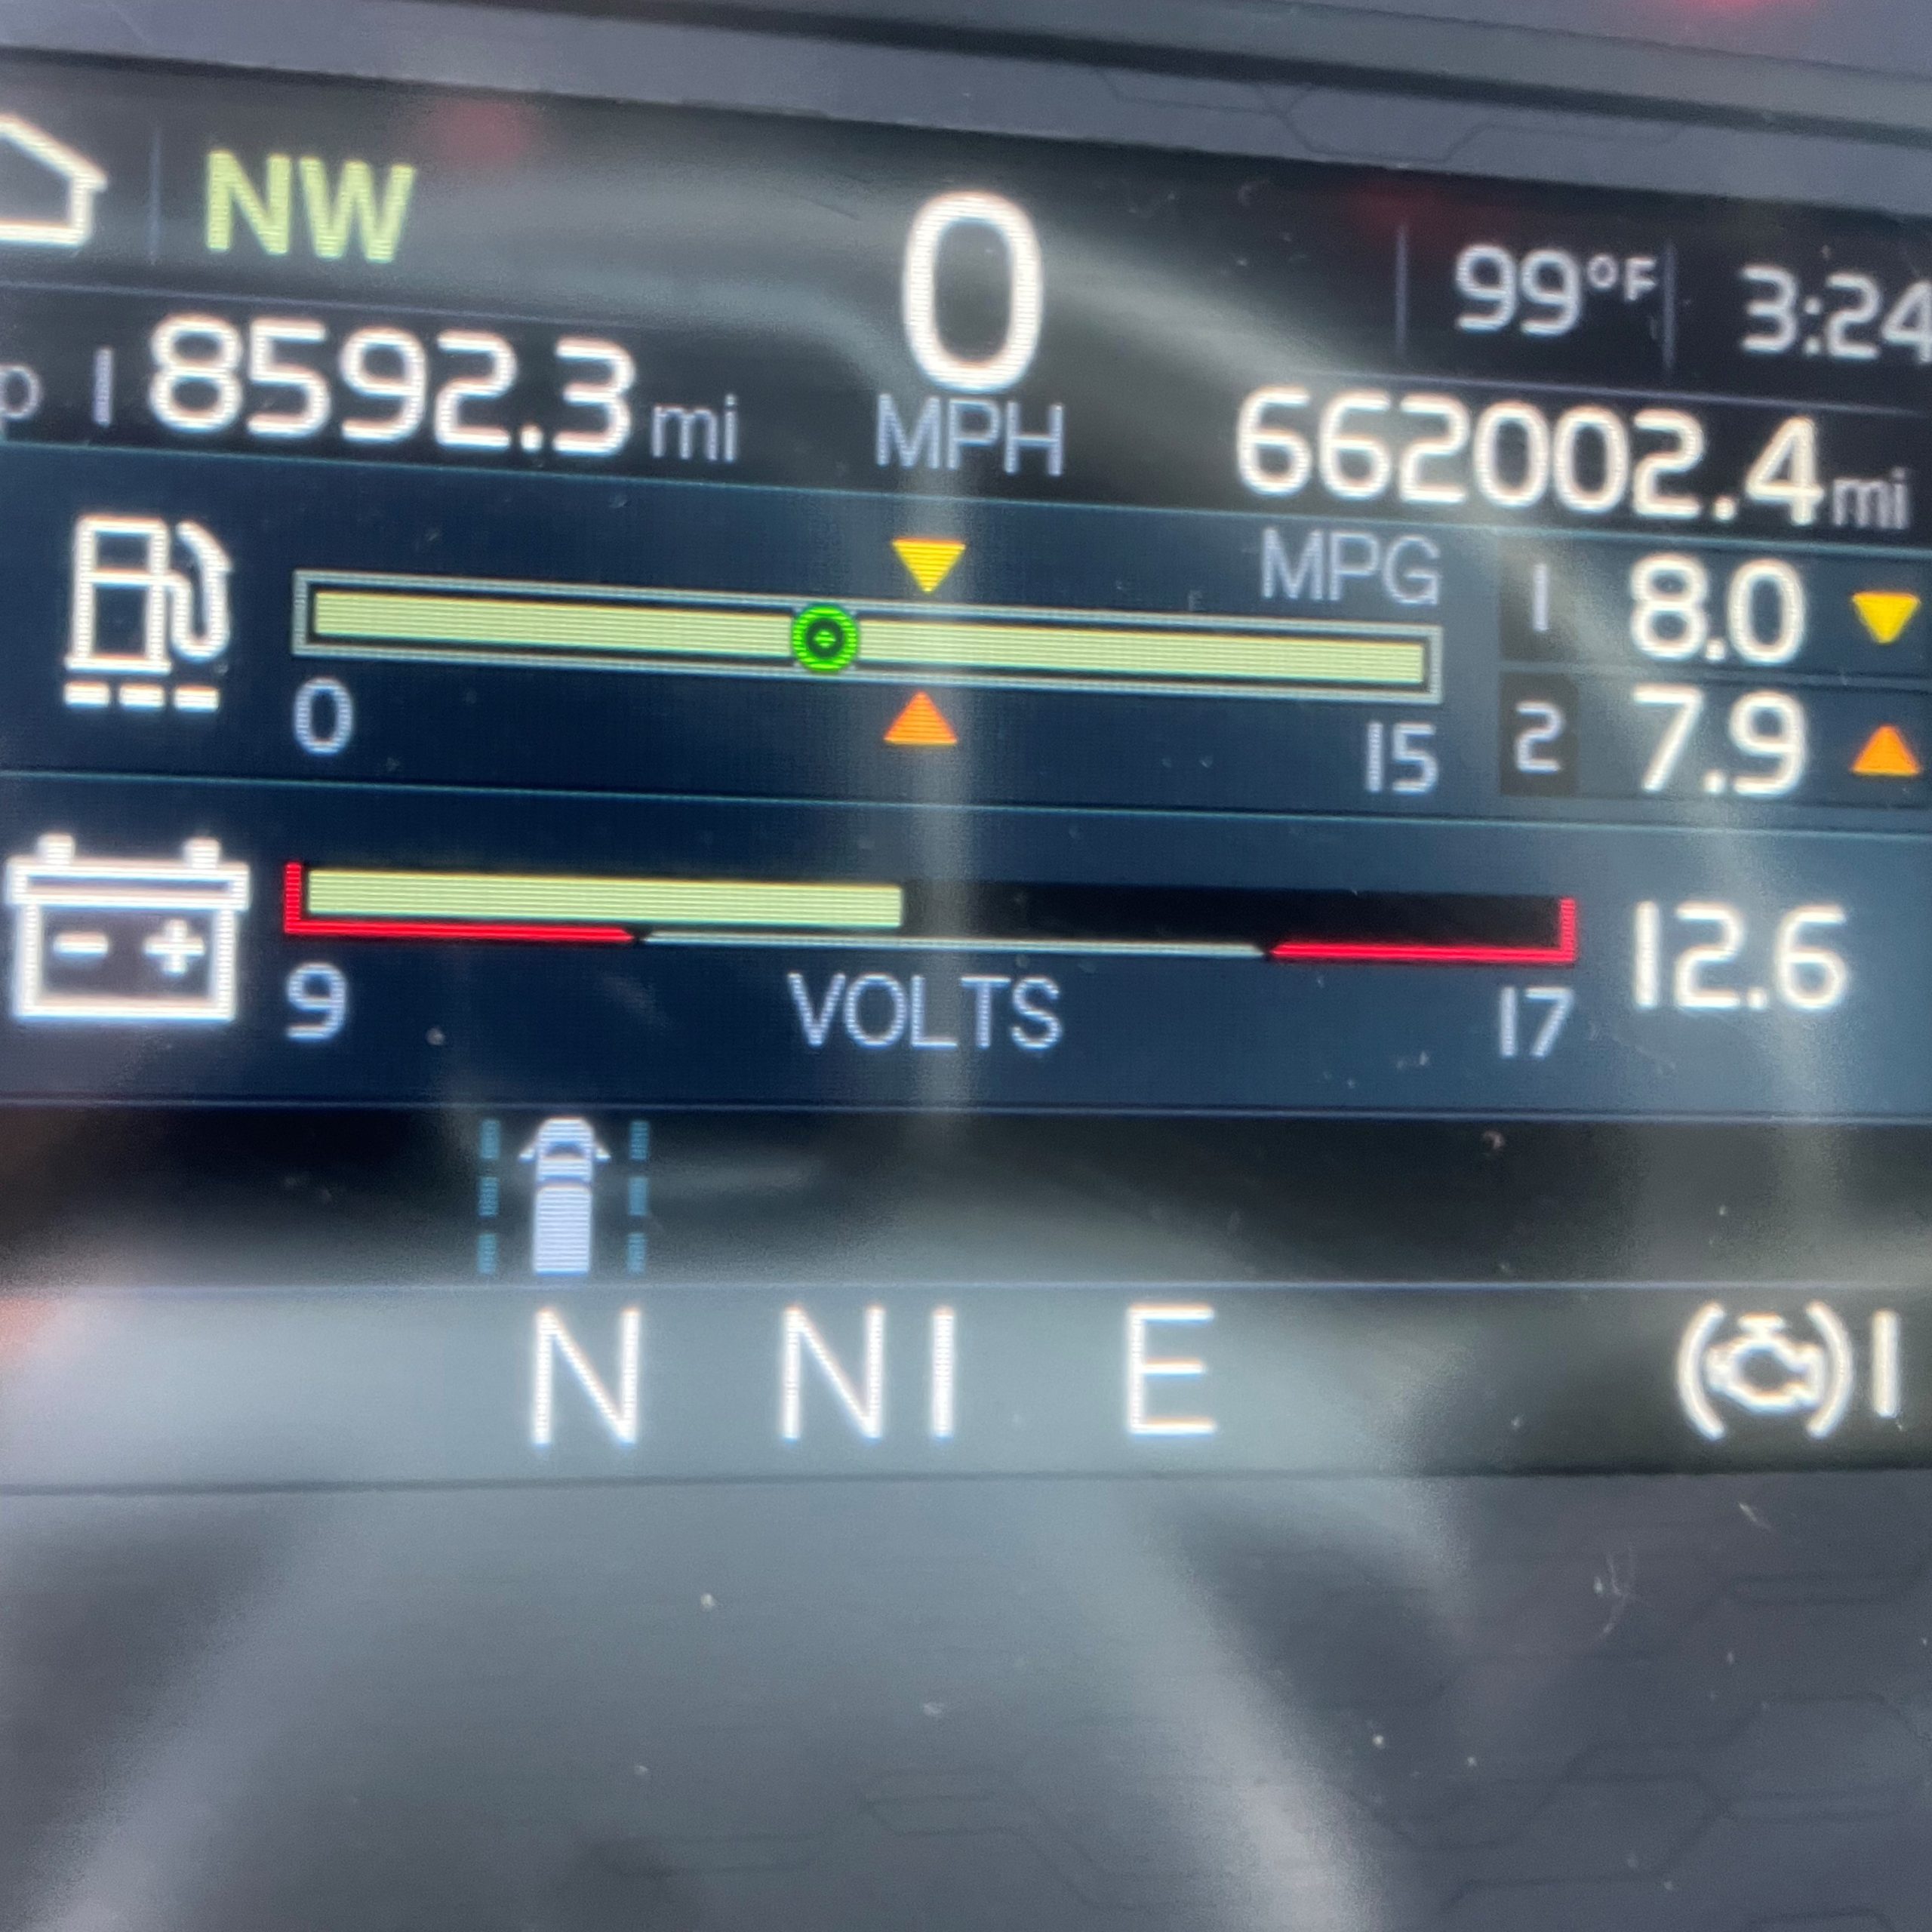 NW 0 99°F 3:24
p 1 8592.3 mi MPH 662002.4 mi
MPG 1 8.0
0 15 2 7.9
- + 12.6
9 VOLTS 17
N NI E I